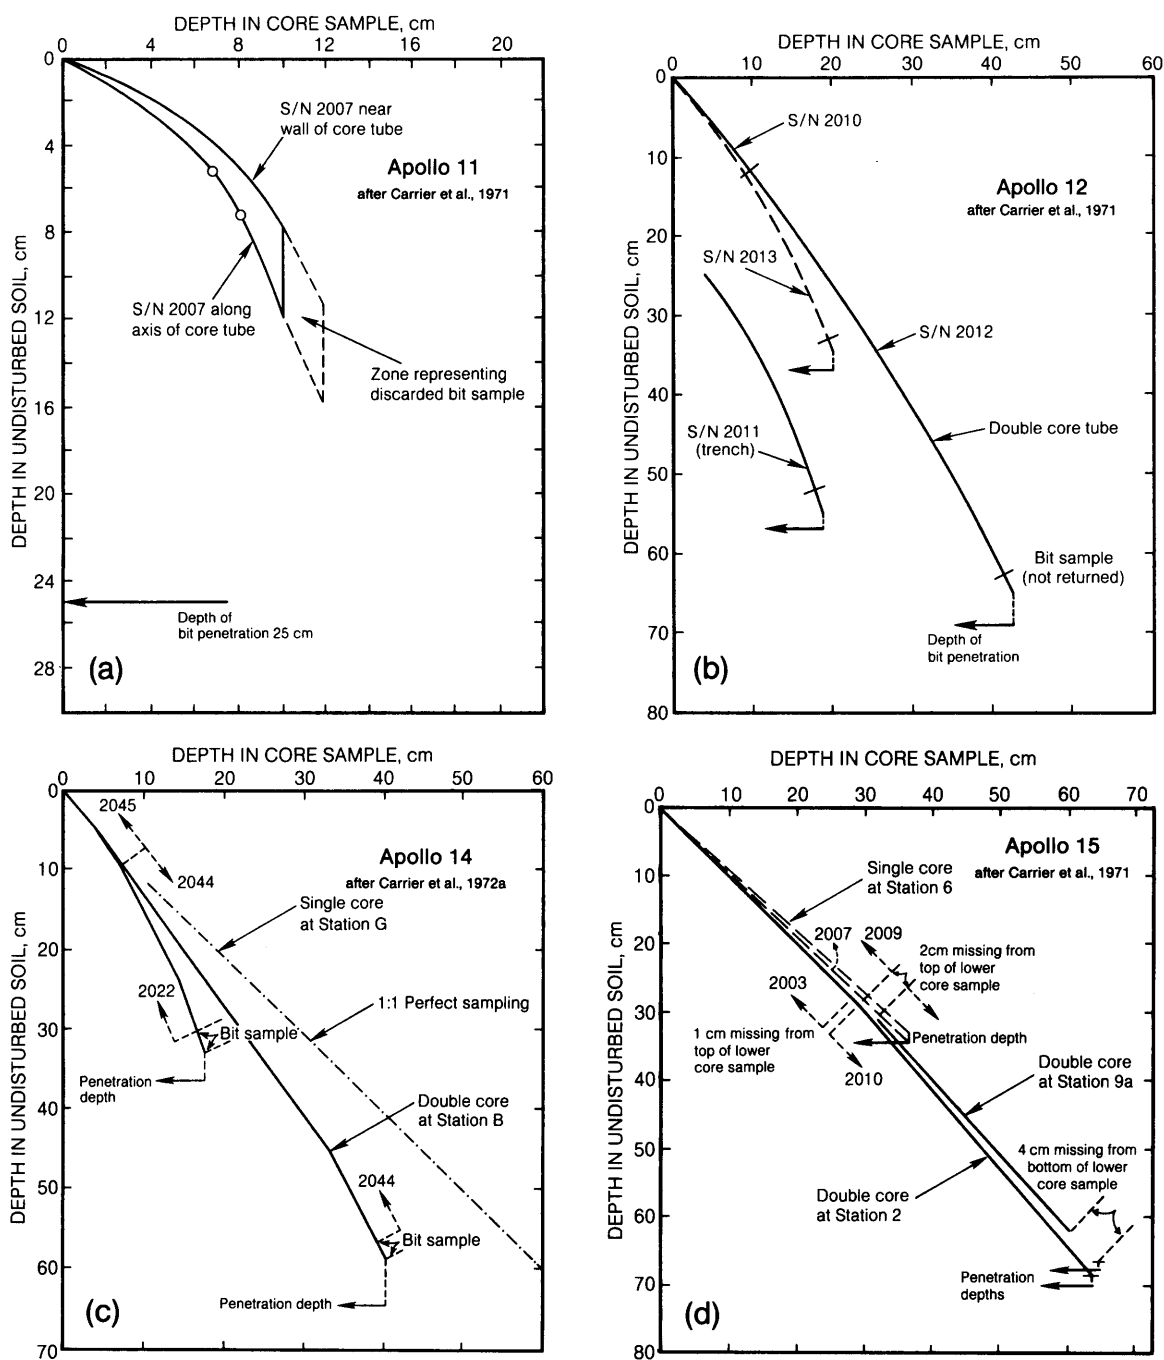 DEPTH IN CORE SAMPLE, cm
0 4 8 12 16 20
0
4
8
12
16
20
24
28
DEPTH IN UNDISTURBED SOIL, cm
S/N 2007 near
wall of core tube
Apollo 11
after Carrier et al., 1971
S/N 2007 along
axis of core tube
Zone representing
discarded bit sample
Depth of
bit penetration 25 cm
(a)
DEPTH IN CORE SAMPLE, cm
0 10 20 30 40 50 60
0
10
20
30
40
50
60
70
80
DEPTH IN UNDISTURBED SOIL, cm
S/N 2010
Apollo 12
after Carrier et al., 1971
S/N 2013
S/N 2012
S/N 2011
(trench)
Double core tube
Bit sample
(not returned)
Depth of
bit penetration
(b)
DEPTH IN CORE SAMPLE, cm
0 10 20 30 40 50 60
0
10
20
30
40
50
60
70
DEPTH IN UNDISTURBED SOIL, cm
2045
2044
Apollo 14
after Carrier et al., 1972a
Single core
at Station G
2022
1:1 Perfect sampling
Bit sample
Penetration
depth
Double core
at Station B
2044
Bit sample
Penetration depth
(c)
DEPTH IN CORE SAMPLE, cm
0 10 20 30 40 50 60 70
0
10
20
30
40
50
60
70
80
DEPTH IN UNDISTURBED SOIL, cm
Apollo 15
after Carrier et al., 1971
Single core
at Station 6
2007 2009
2cm missing from
top of lower
core sample
2003
1 cm missing from
top of lower
core sample
Penetration depth
2010
Double core
at Station 9a
4 cm missing from
bottom of lower
core sample
Double core
at Station 2
Penetration
depths
(d)